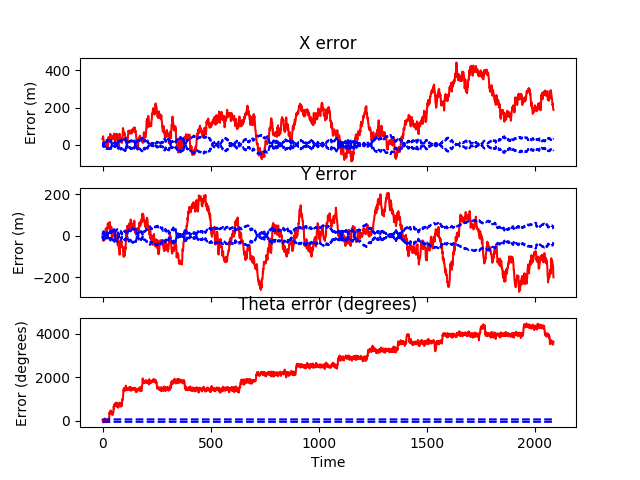 X error
400
200
0
Error (m)
Y error
200
0
−200
Error (m)
Theta error (degrees)
4000
2000
0
Error (degrees)
0 500 1000 1500 2000
Time